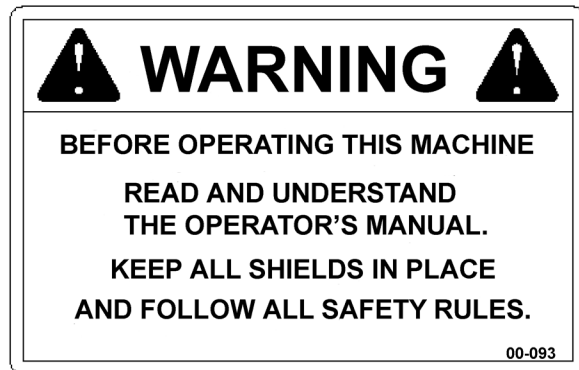 WARNING
BEFORE OPERATING THIS MACHINE
READ AND UNDERSTAND
THE OPERATOR'S MANUAL.
KEEP ALL SHIELDS IN PLACE
AND FOLLOW ALL SAFETY RULES.
00-093